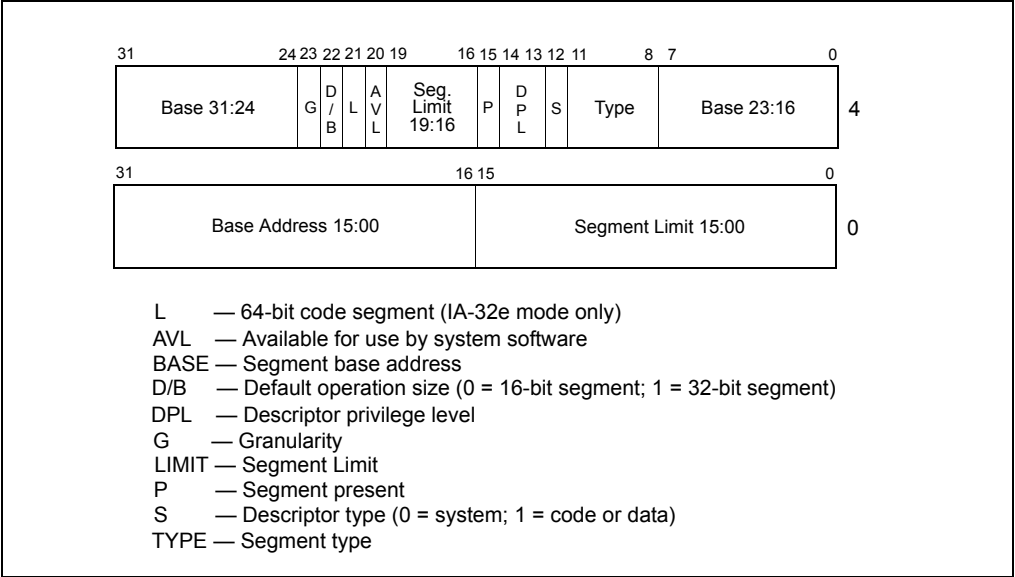 31 24 23 22 21 20 19 16 15 14 13 12 11 8 7 0
Base 31:24 G D/B L AVL Seg. Limit 19:16 P DPL S Type Base 23:16 4
31 16 15 0
Base Address 15:00 Segment Limit 15:00 0
L — 64-bit code segment (IA-32e mode only)
AVL — Available for use by system software
BASE — Segment base address
D/B — Default operation size (0 = 16-bit segment; 1 = 32-bit segment)
DPL — Descriptor privilege level
G — Granularity
LIMIT — Segment Limit
P — Segment present
S — Descriptor type (0 = system; 1 = code or data)
TYPE — Segment type